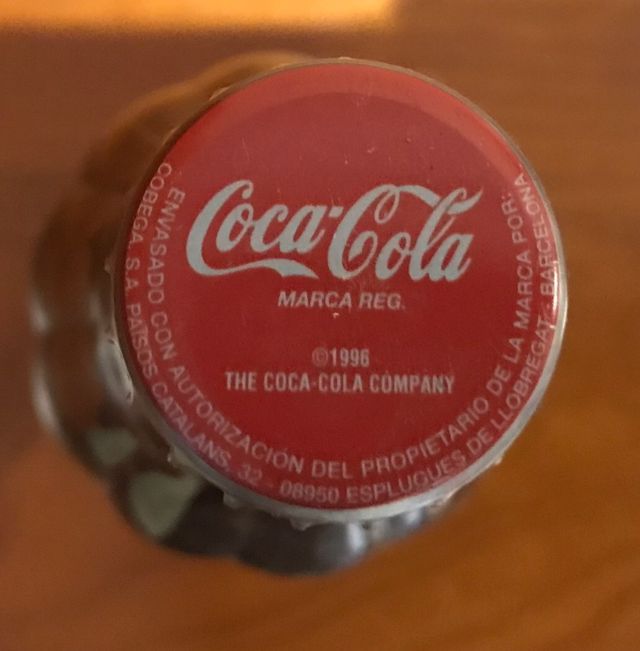 Coca-Cola
MARCA REG.
©1996
THE COCA-COLA COMPANY
ENVASADO CON AUTORIZACIÓN DEL PROPIETARIO DE LA MARCA POR:
COBEGA S.A. PAÏSOS CATALANS, 32 08950 ESPLUGUES DE LLOBREGAT - BARCELONA